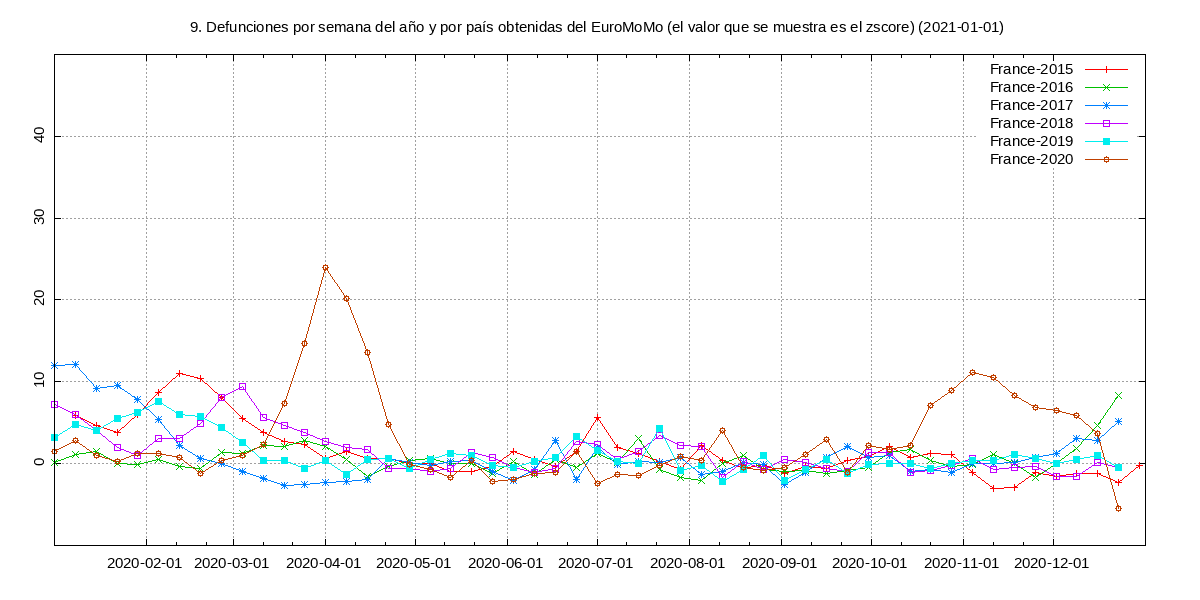 9. Defunciones por semana del año y por país obtenidas del EuroMoMo (el valor que se muestra es el zscore) (2021-01-01)
France-2015
France-2016
France-2017
France-2018
France-2019
France-2020
40
30
20
10
0
2020-02-01 2020-03-01 2020-04-01 2020-05-01 2020-06-01 2020-07-01 2020-08-01 2020-09-01 2020-10-01 2020-11-01 2020-12-01